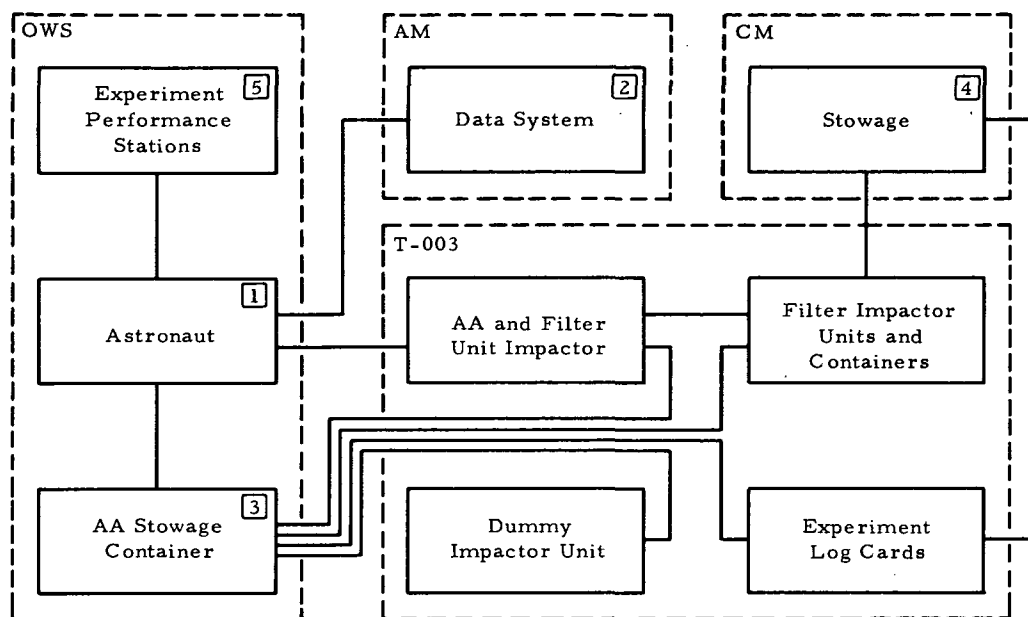 OWS
5
Experiment
Performance
Stations
1
Astronaut
3
AA Stowage
Container
AM
2
Data System
CM
4
Stowage
T-003
AA and Filter
Unit Impactor
Filter Impactor
Units and
Containers
Dummy
Impactor Unit
Experiment
Log Cards